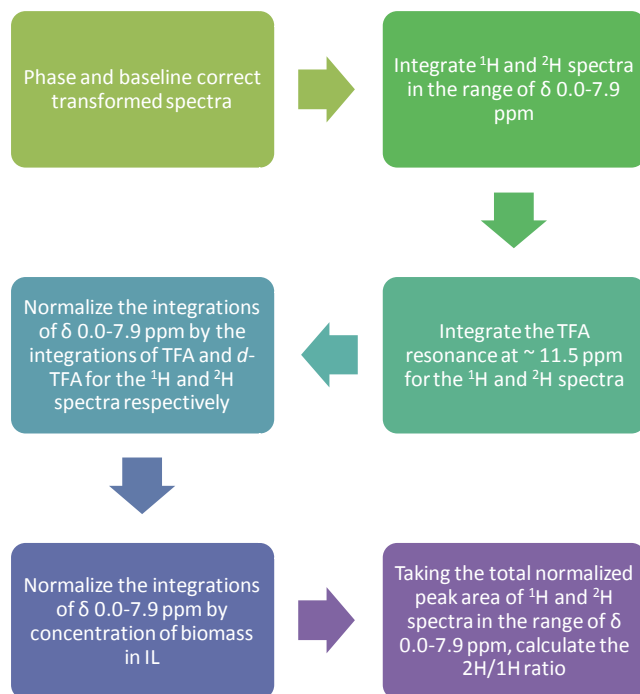 Phase and baseline correct
transformed spectra
Integrate ¹H and ²H spectra
in the range of δ 0.0-7.9
ppm
Integrate the TFA
resonance at ~ 11.5 ppm
for the ¹H and ²H spectra
Normalize the integrations
of δ 0.0-7.9 ppm by the
integrations of TFA and d-
TFA for the ¹H and ²H
spectra respectively
Normalize the integrations
of δ 0.0-7.9 ppm by
concentration of biomass
in IL
Taking the total normalized
peak area of ¹H and ²H
spectra in the range of δ
0.0-7.9 ppm, calculate the
2H/1H ratio